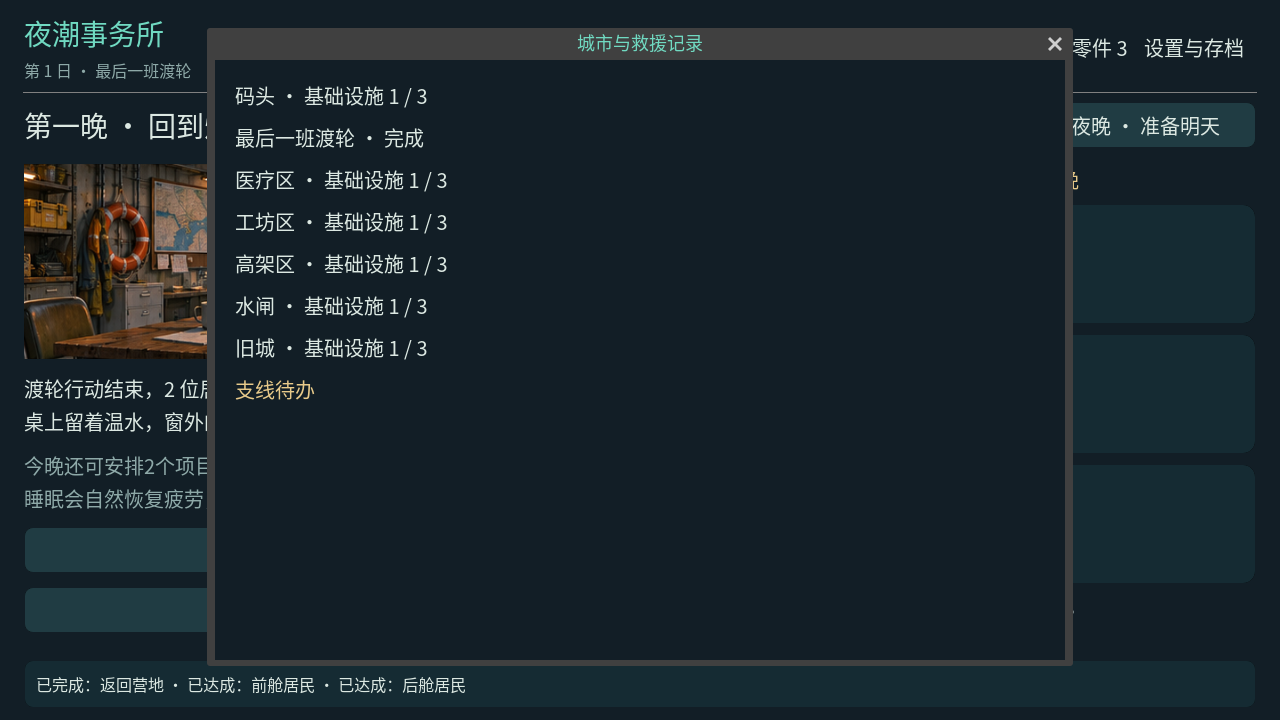 夜潮事务所
第 1 日 · 最后一班渡轮
零件 3
设置与存档
第一晚 · 回到
夜晚 · 准备明天
城市与救援记录
码头 · 基础设施 1 / 3
最后一班渡轮 · 完成
医疗区 · 基础设施 1 / 3
工坊区 · 基础设施 1 / 3
高架区 · 基础设施 1 / 3
水闸 · 基础设施 1 / 3
旧城 · 基础设施 1 / 3
支线待办
渡轮行动结束，2 位
桌上留着温水，窗外
今晚还可安排2个项目
睡眠会自然恢复疲劳
已完成：返回营地 · 已达成：前舱居民 · 已达成：后舱居民